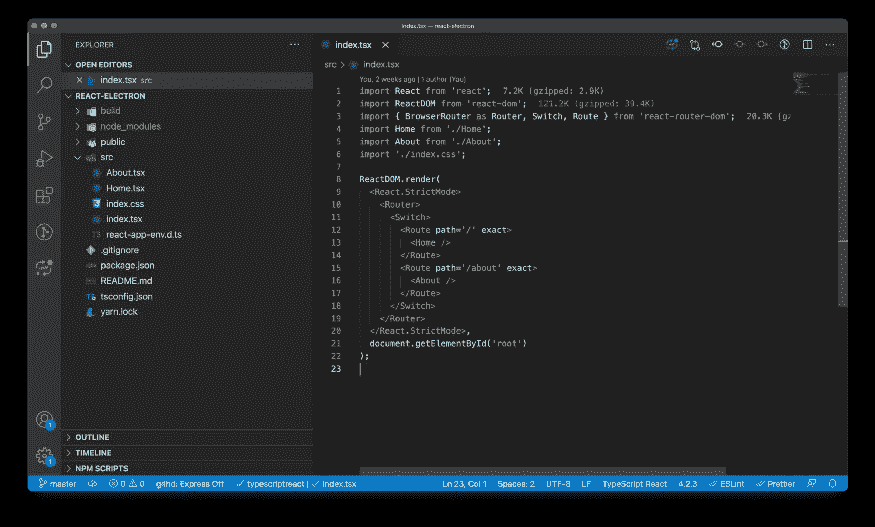 index.tsx — react-electron
EXPLORER
OPEN EDITORS
index.tsx src
REACT-ELECTRON
build
node_modules
public
src
About.tsx
Home.tsx
index.css
index.tsx
react-app-env.d.ts
.gitignore
package.json
README.md
TS tsconfig.json
yarn.lock
OUTLINE
TIMELINE
NPM SCRIPTS
index.tsx
src > index.tsx
You, 2 weeks ago | 1 author (You)
1 import React from 'react'; 7.2K (gzipped: 2.9K)
2 import ReactDOM from 'react-dom'; 121.2K (gzipped: 39.4K)
3 import { BrowserRouter as Router, Switch, Route } from 'react-router-dom'; 20.3K (gz
4 import Home from './Home';
5 import About from './About';
6 import './index.css';
7
8 ReactDOM.render(
9 <React.StrictMode>
10 <Router>
11 <Switch>
12 <Route path='/' exact>
13 <Home />
14 </Route>
15 <Route path='/about' exact>
16 <About />
17 </Route>
18 </Switch>
19 </Router>
20 </React.StrictMode>,
21 document.getElementById('root')
22 );
23
1
1
master 0 0 Express Off typescriptreact | index.tsx Ln 23, Col 1 Spaces: 2 UTF-8 LF TypeScript React 4.2.3 ESLint Prettier